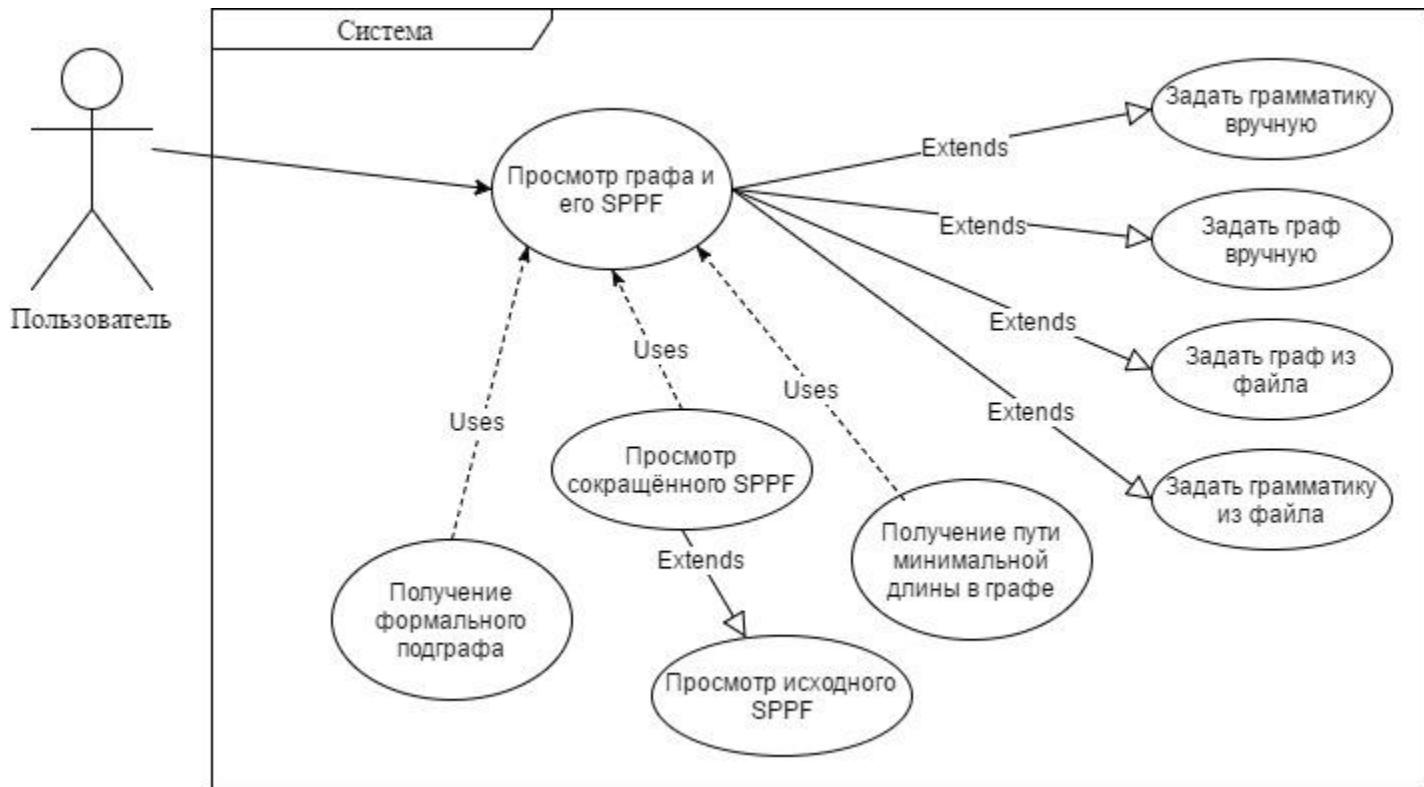 Система
Пользователь
Просмотр графа и
его SPPF
Extends
Задать грамматику
вручную
Extends
Задать граф
вручную
Extends
Задать граф из
файла
Extends
Задать грамматику
из файла
Uses
Uses
Uses
Получение
формального
подграфа
Просмотр
сокращённого SPPF
Extends
Просмотр исходного
SPPF
Получение пути
минимальной
длины в графе